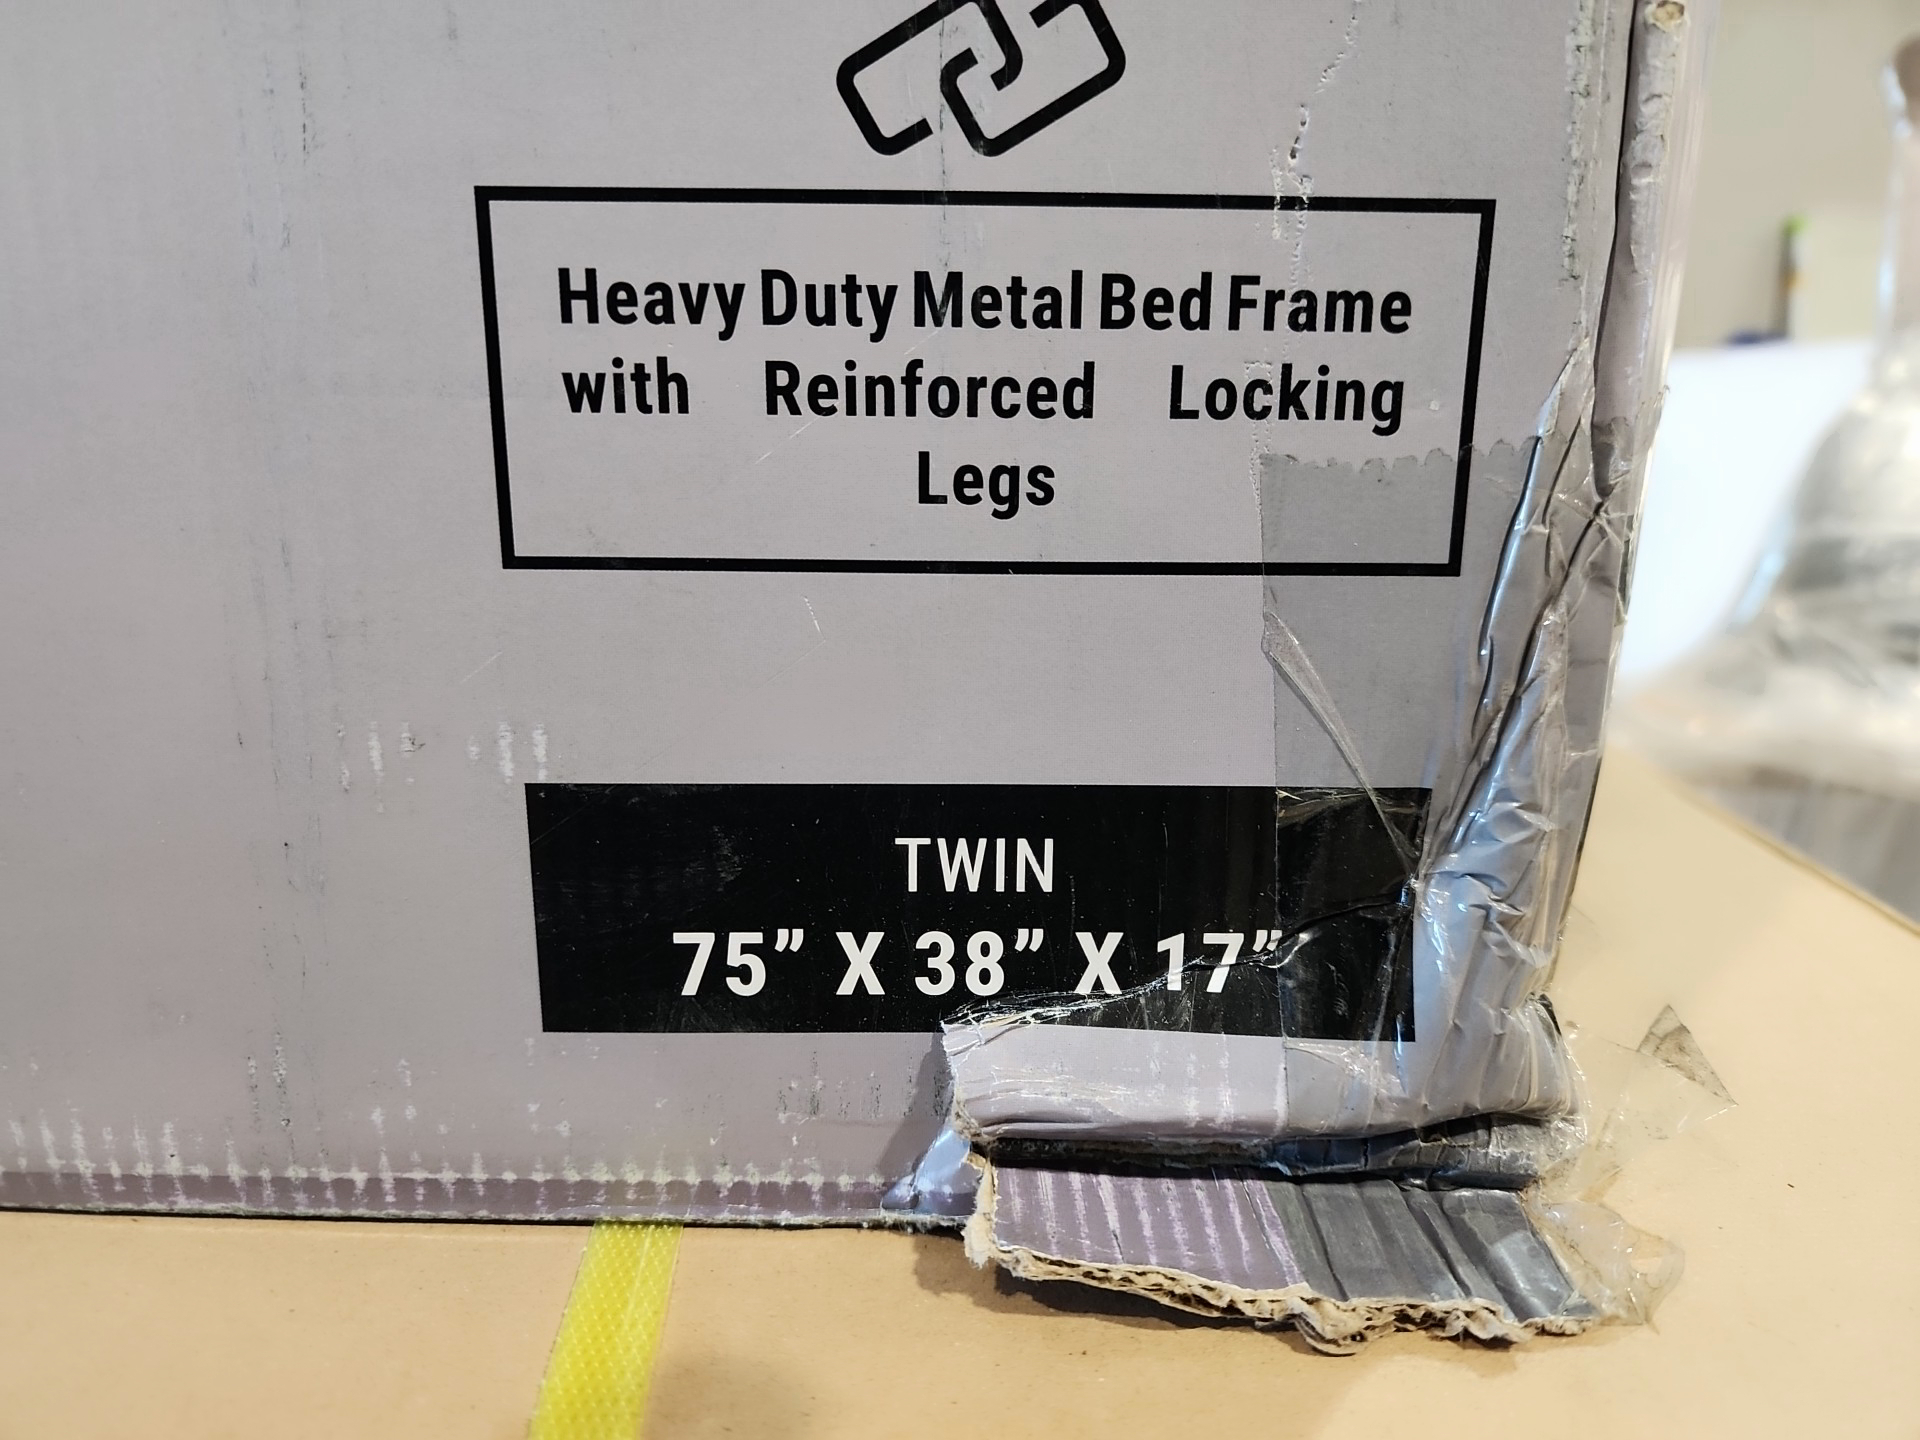 Heavy Duty Metal Bed Frame
with Reinforced Locking
Legs
TWIN
75” X 38” X 17”